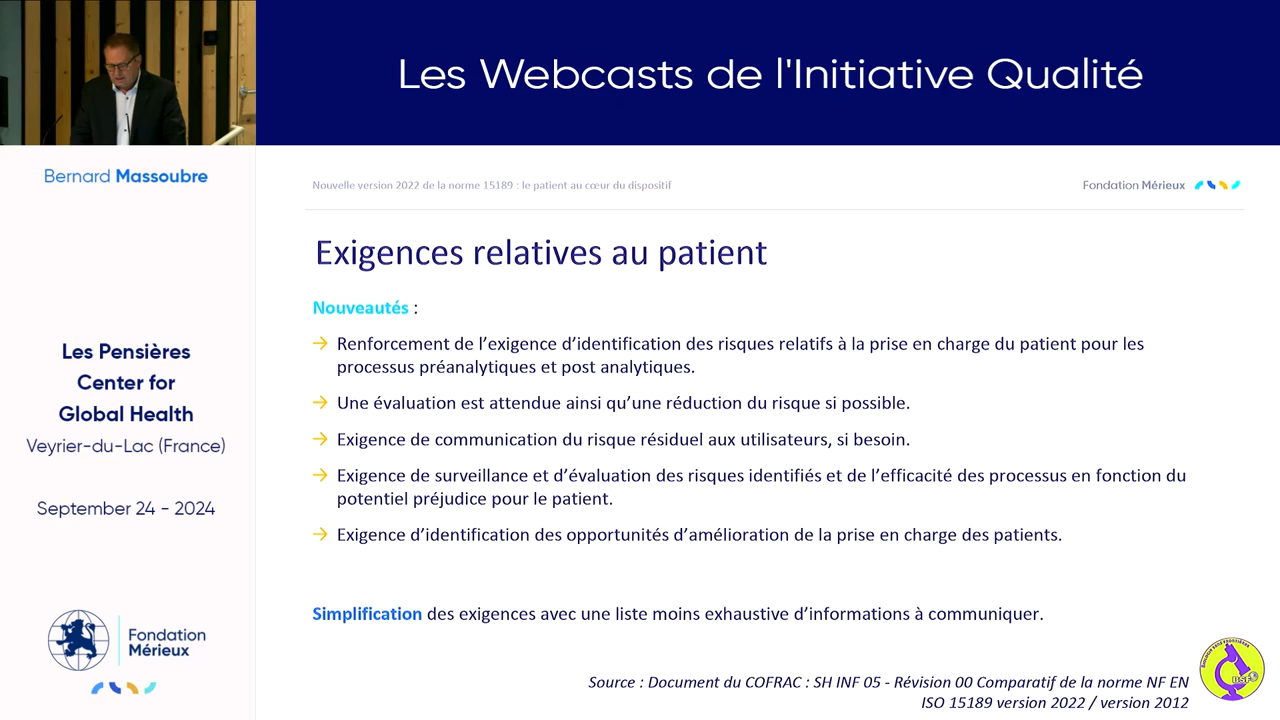 Les Webcasts de l'Initiative Qualité
Bernard Massoubre
Nouvelle version 2022 de la norme 15189 : le patient au cœur du dispositif
Fondation Mérieux
Exigences relatives au patient
Nouveautés :
→ Renforcement de l'exigence d'identification des risques relatifs à la prise en charge du patient pour les
processus préanalytiques et post analytiques.
→ Une évaluation est attendue ainsi qu'une réduction du risque si possible.
→ Exigence de communication du risque résiduel aux utilisateurs, si besoin.
→ Exigence de surveillance et d'évaluation des risques identifiés et de l'efficacité des processus en fonction du
potentiel préjudice pour le patient.
→ Exigence d'identification des opportunités d'amélioration de la prise en charge des patients.
Simplification des exigences avec une liste moins exhaustive d'informations à communiquer.
Source : Document du COFRAC : SH INF 05 - Révision 00 Comparatif de la norme NF EN
ISO 15189 version 2022 / version 2012
Les Pensières
Center for
Global Health
Veyrier-du-Lac (France)
September 24 - 2024
Fondation
Mérieux
BIOLOGIE SANS FRONTIÈRES
BSF